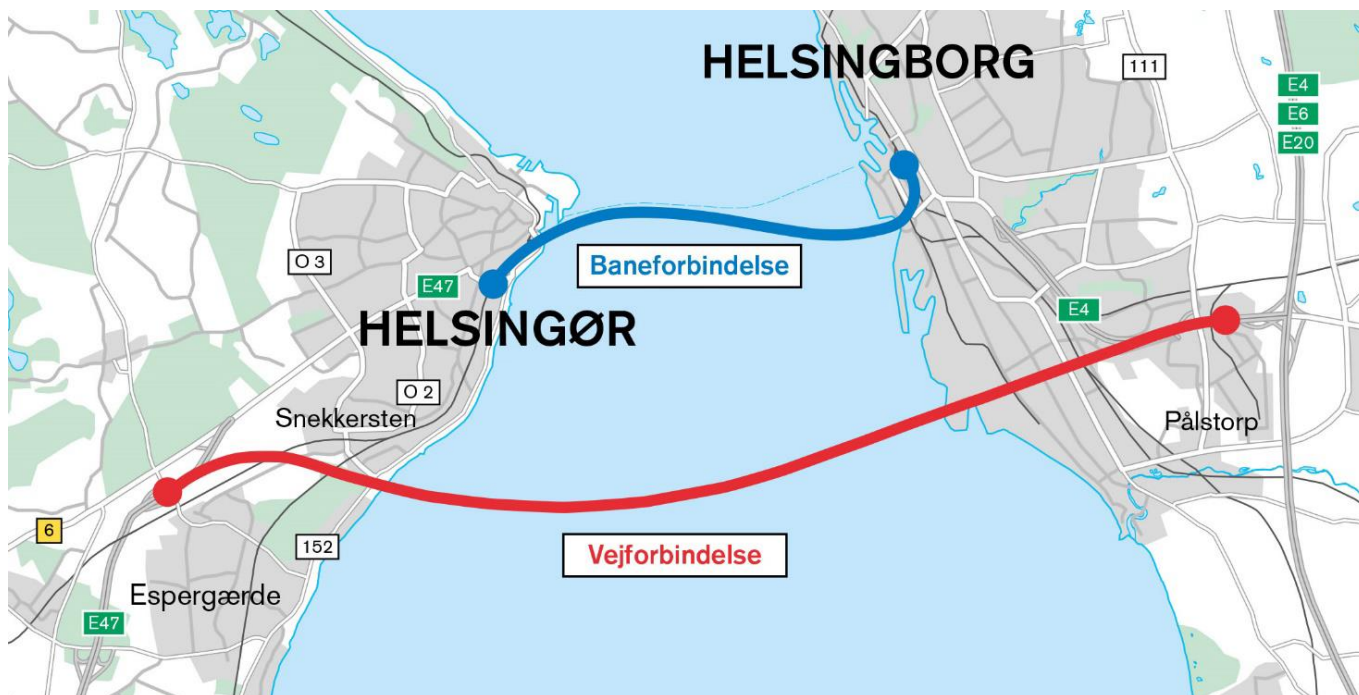 HELSINGBORG
111
E4
E6
E20
O 3
Baneforbindelse
E47
HELSINGØR
E4
O 2
Snekkersten
Pålstorp
6
152
Vejforbindelse
Espergærde
E47